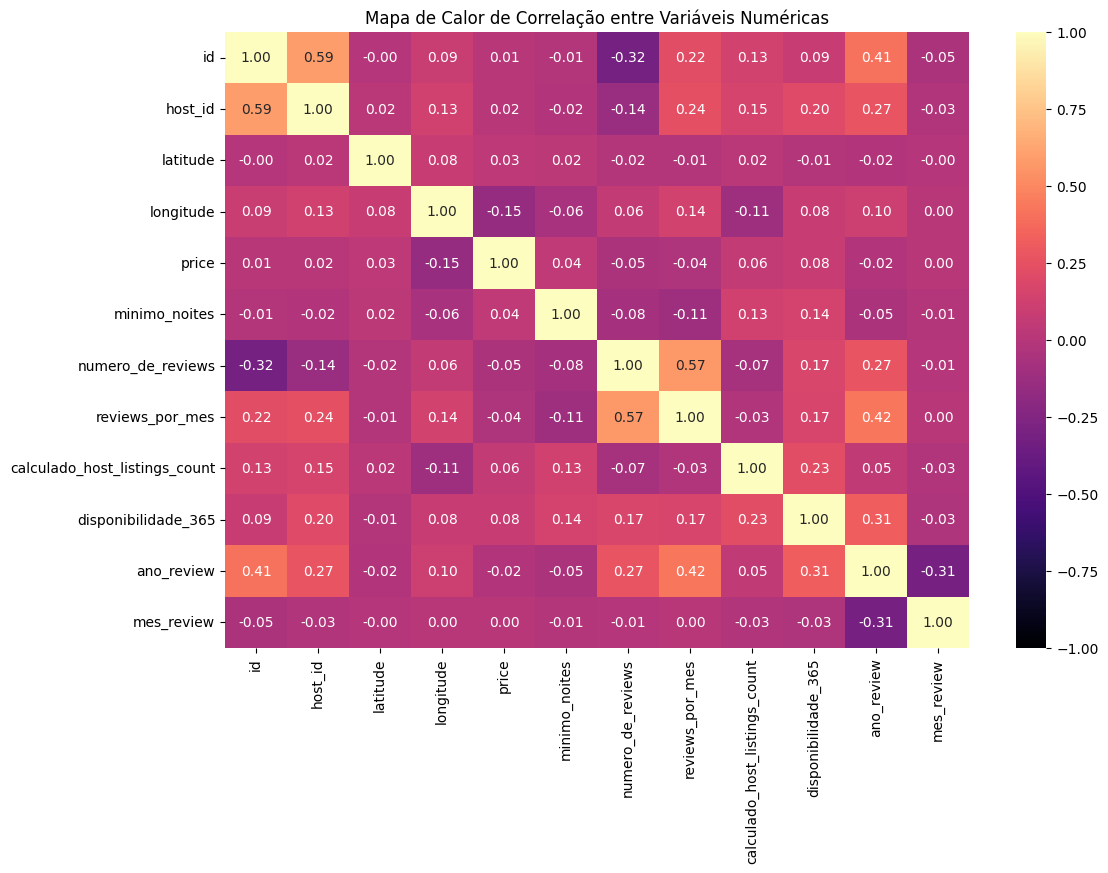 Mapa de Calor de Correlação entre Variáveis Numéricas
id 1.00 0.59 -0.00 0.09 0.01 -0.01 -0.32 0.22 0.13 0.09 0.41 -0.05
host_id 0.59 1.00 0.02 0.13 0.02 -0.02 -0.14 0.24 0.15 0.20 0.27 -0.03
latitude -0.00 0.02 1.00 0.08 0.03 0.02 -0.02 -0.01 0.02 -0.01 -0.02 -0.00
longitude 0.09 0.13 0.08 1.00 -0.15 -0.06 0.06 0.14 -0.11 0.08 0.10 0.00
price 0.01 0.02 0.03 -0.15 1.00 0.04 -0.05 -0.04 0.06 0.08 -0.02 0.00
minimo_noites -0.01 -0.02 0.02 -0.06 0.04 1.00 -0.08 -0.11 0.13 0.14 -0.05 -0.01
numero_de_reviews -0.32 -0.14 -0.02 0.06 -0.05 -0.08 1.00 0.57 -0.07 0.17 0.27 -0.01
reviews_por_mes 0.22 0.24 -0.01 0.14 -0.04 -0.11 0.57 1.00 -0.03 0.17 0.42 0.00
calculado_host_listings_count 0.13 0.15 0.02 -0.11 0.06 0.13 -0.07 -0.03 1.00 0.23 0.05 -0.03
disponibilidade_365 0.09 0.20 -0.01 0.08 0.08 0.14 0.17 0.17 0.23 1.00 0.31 -0.03
ano_review 0.41 0.27 -0.02 0.10 -0.02 -0.05 0.27 0.42 0.05 0.31 1.00 -0.31
mes_review -0.05 -0.03 -0.00 0.00 0.00 -0.01 -0.01 0.00 -0.03 -0.03 -0.31 1.00
id
host_id
latitude
longitude
price
minimo_noites
numero_de_reviews
reviews_por_mes
calculado_host_listings_count
disponibilidade_365
ano_review
mes_review
1.00
0.75
0.50
0.25
0.00
−0.25
−0.50
−0.75
−1.00